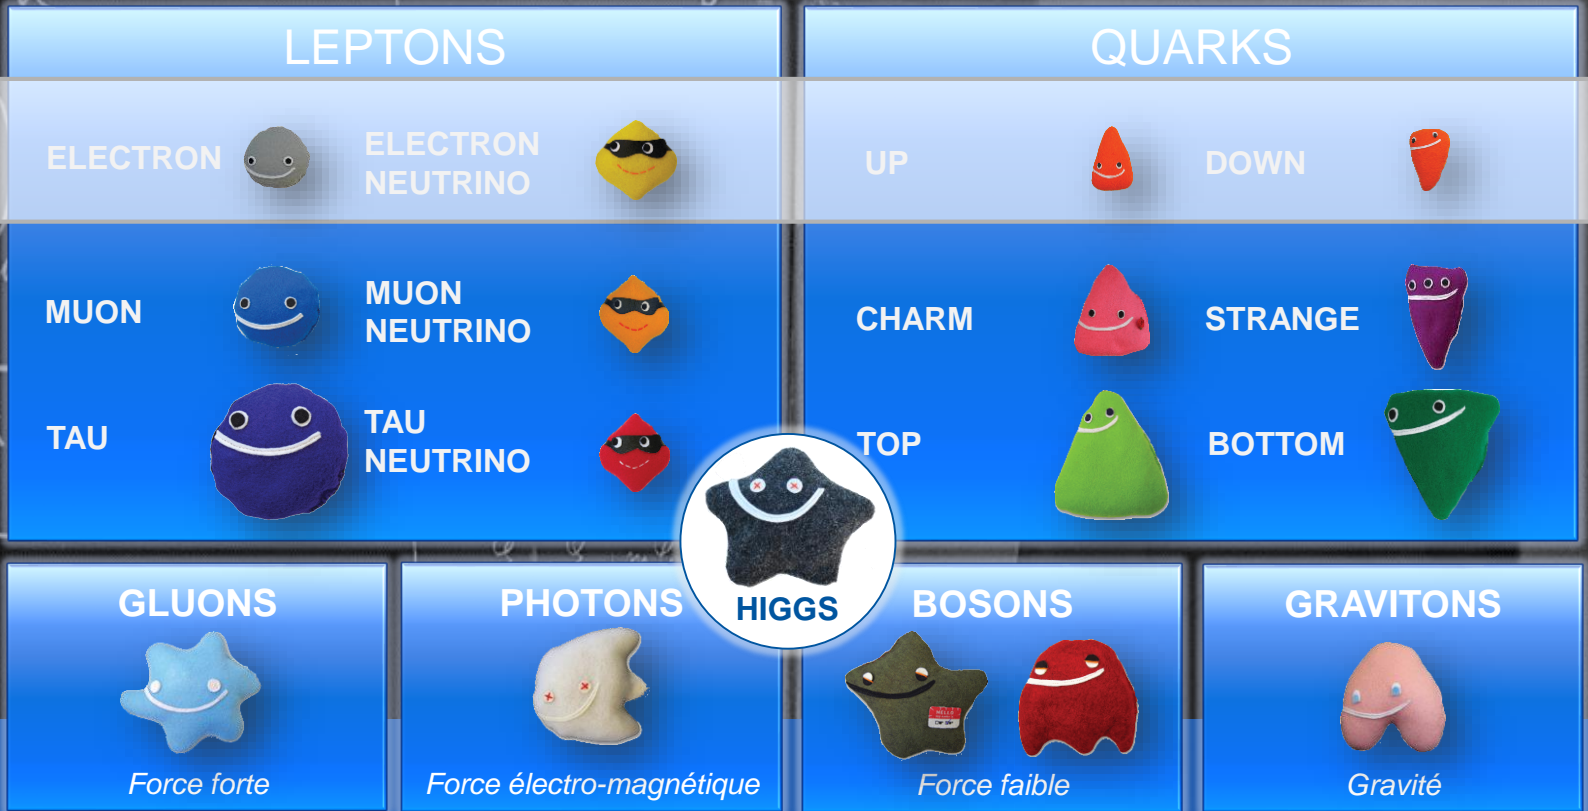 LEPTONS
QUARKS
ELECTRON
ELECTRON
NEUTRINO
UP
DOWN
MUON
MUON
NEUTRINO
CHARM
STRANGE
TAU
TAU
NEUTRINO
TOP
BOTTOM
HIGGS
GLUONS
PHOTONS
BOSONS
GRAVITONS
HELLO
Force forte
Force électro-magnétique
Force faible
Gravité